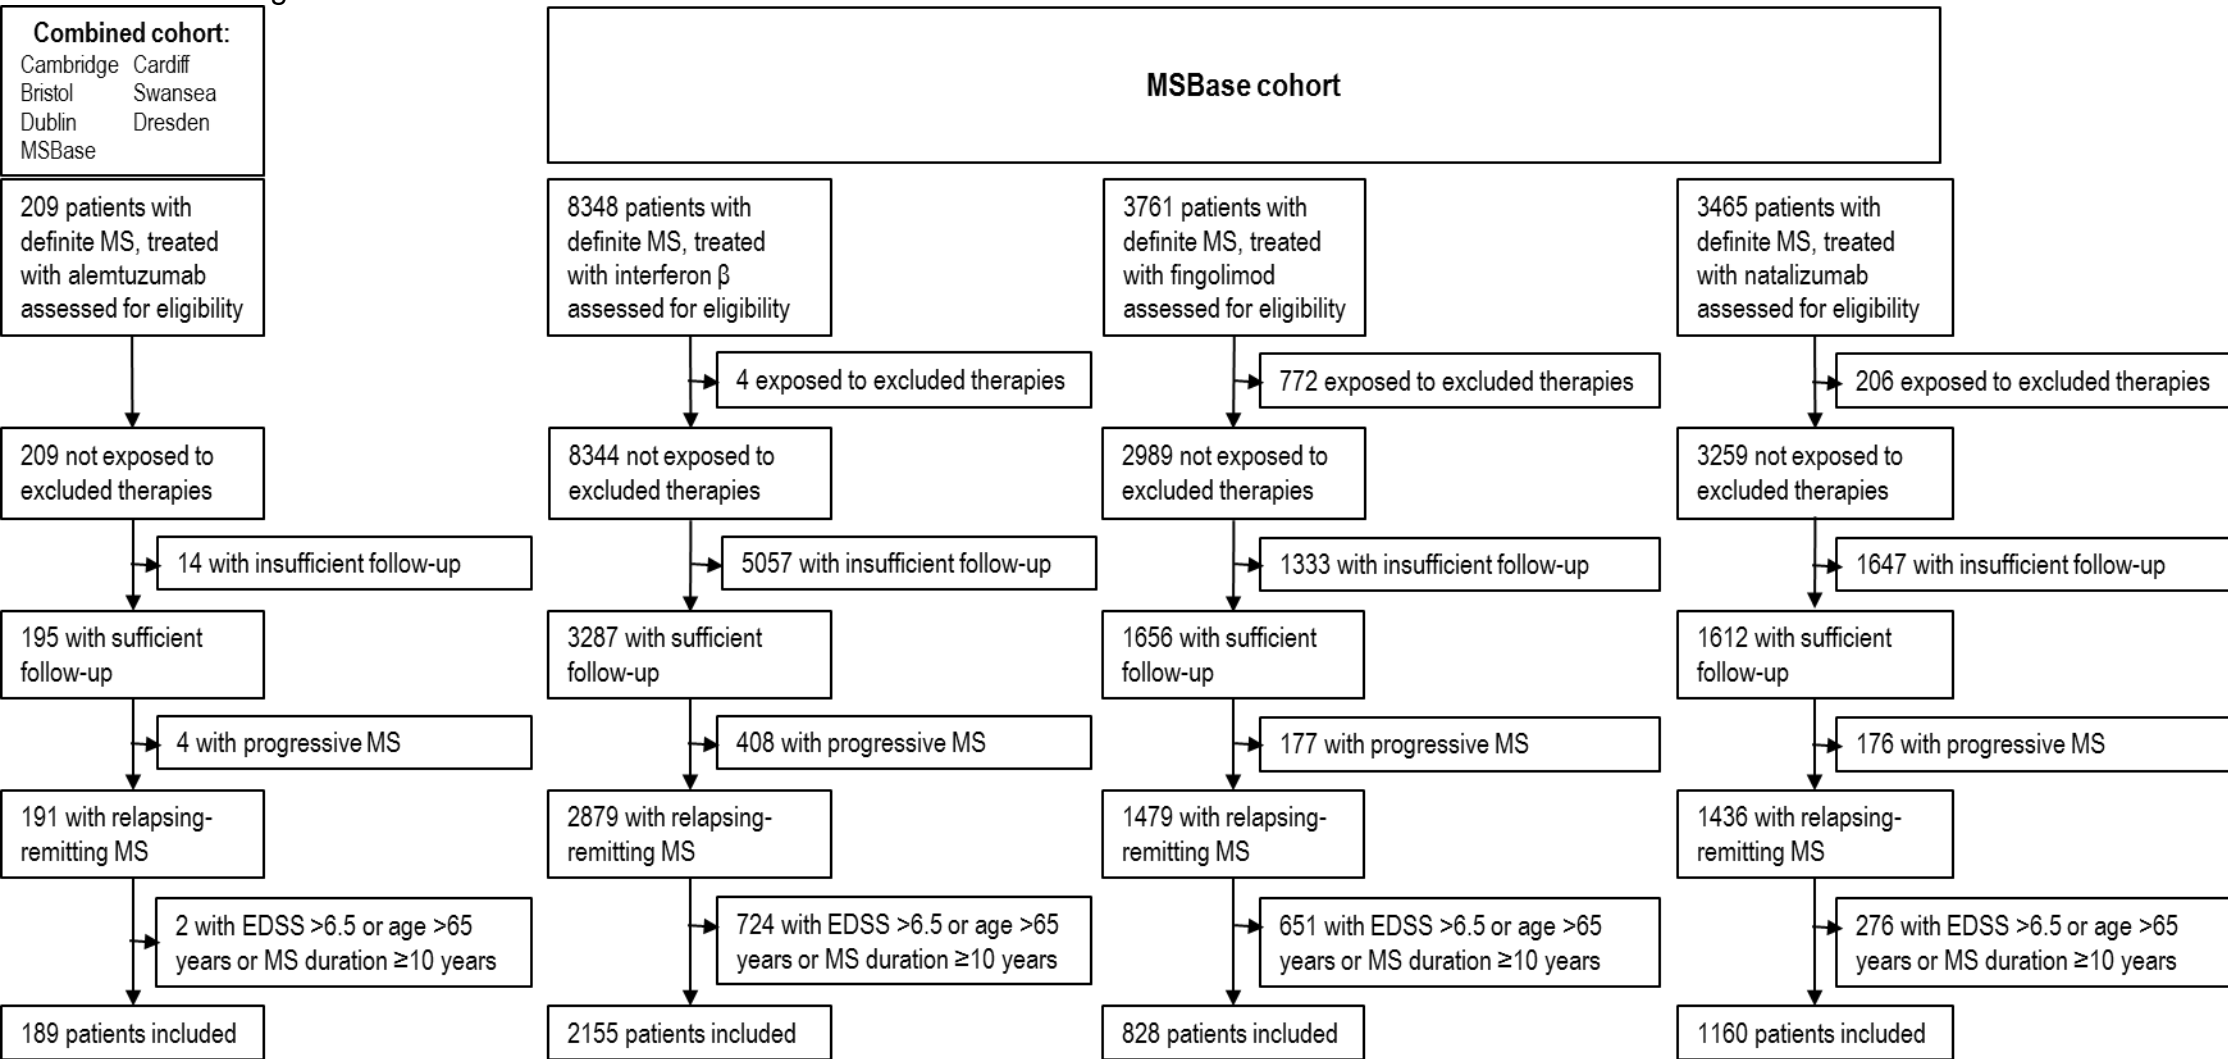 Combined cohort:
Cambridge Cardiff
Bristol Swansea
Dublin Dresden
MSBase
MSBase cohort
209 patients with
definite MS, treated
with alemtuzumab
assessed for eligibility
8348 patients with
definite MS, treated
with interferon β
assessed for eligibility
3761 patients with
definite MS, treated
with fingolimod
assessed for eligibility
3465 patients with
definite MS, treated
with natalizumab
assessed for eligibility
4 exposed to excluded therapies
772 exposed to excluded therapies
206 exposed to excluded therapies
209 not exposed to
excluded therapies
8344 not exposed to
excluded therapies
2989 not exposed to
excluded therapies
3259 not exposed to
excluded therapies
14 with insufficient follow-up
5057 with insufficient follow-up
1333 with insufficient follow-up
1647 with insufficient follow-up
195 with sufficient
follow-up
3287 with sufficient
follow-up
1656 with sufficient
follow-up
1612 with sufficient
follow-up
4 with progressive MS
408 with progressive MS
177 with progressive MS
176 with progressive MS
191 with relapsing-
remitting MS
2879 with relapsing-
remitting MS
1479 with relapsing-
remitting MS
1436 with relapsing-
remitting MS
2 with EDSS >6.5 or age >65
years or MS duration ≥10 years
724 with EDSS >6.5 or age >65
years or MS duration ≥10 years
651 with EDSS >6.5 or age >65
years or MS duration ≥10 years
276 with EDSS >6.5 or age >65
years or MS duration ≥10 years
189 patients included
2155 patients included
828 patients included
1160 patients included